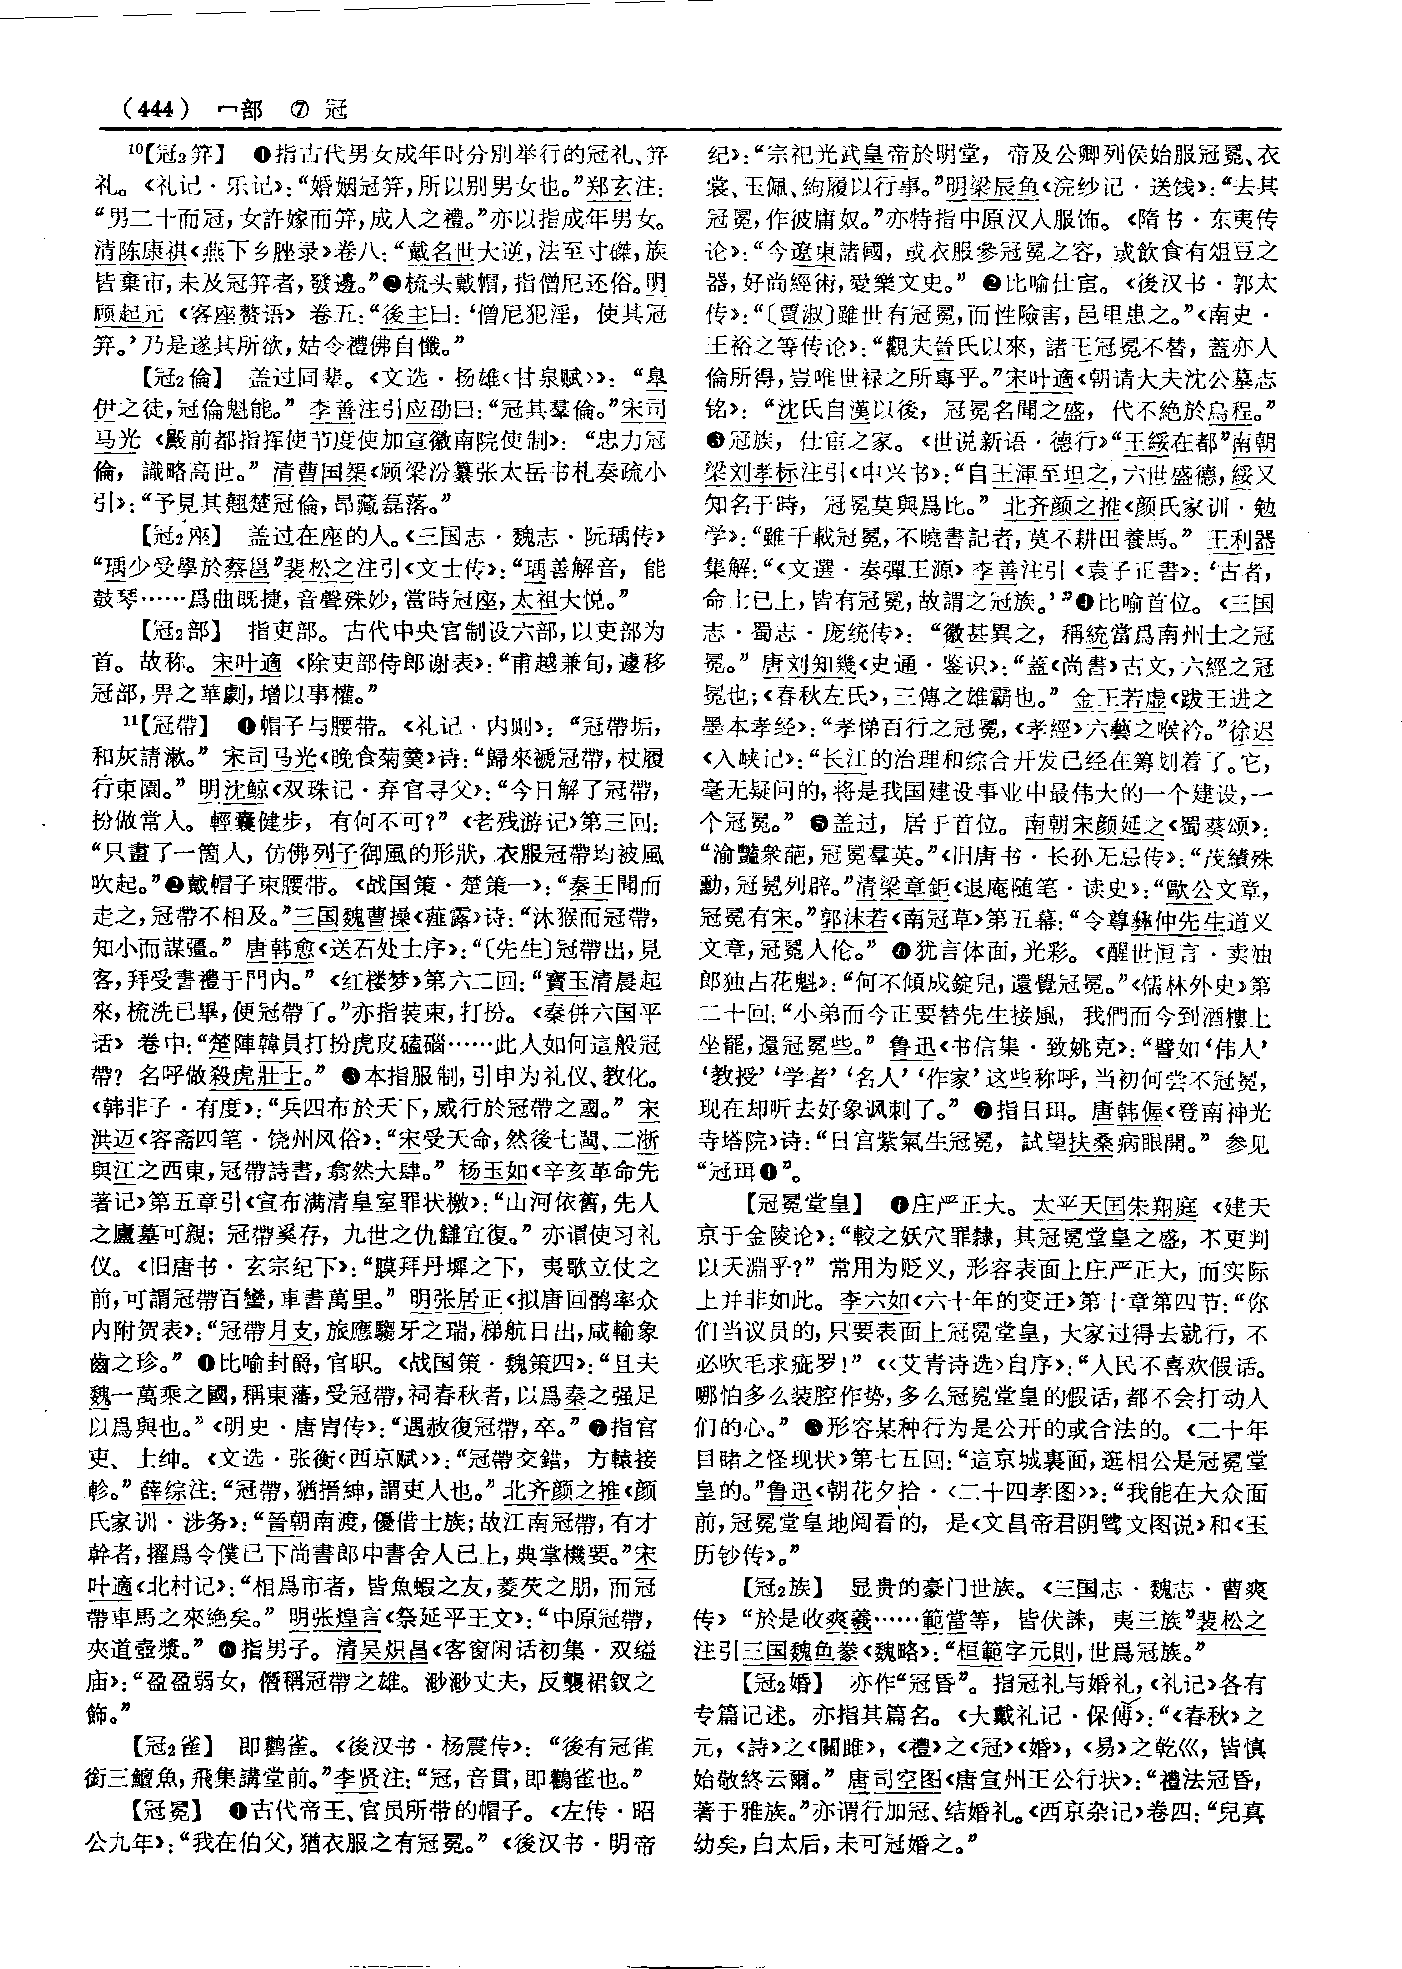 （444） 冖部 ⑦ 冠
¹⁰【冠₂笄】 ❶指古代男女成年时分别举行的冠礼、笄
礼。《礼记·乐记》：“婚姻冠笄，所以别男女也。”郑玄注：
“男二十而冠，女許嫁而笄，成人之禮。”亦以指成年男女。
清陈康祺《燕下乡脞录》卷八：“戴名世大逆，法至寸磔，族
皆棄市，未及冠笄者，發邊。”❷梳头戴帽，指僧尼还俗。明
顾起元《客座赘语》卷五：“後主曰：‘僧尼犯淫，使其冠
笄。’乃是遂其所欲，姑令禮佛自懺。”
【冠₂倫】 盖过同辈。《文选·杨雄〈甘泉赋〉》：“皋
伊之徒，冠倫魁能。” 李善注引应劭曰：“冠其羣倫。”宋司
马光《殿前都指挥使节度使加宣徽南院使制》：“忠力冠
倫，識略高世。” 清曹国榘《顾梁汾纂张太岳书札奏疏小
引》：“予見其翹楚冠倫，昂藏磊落。”
【冠₂座】 盖过在座的人。《三国志·魏志·阮瑀传》
“瑀少受學於蔡邕”裴松之注引《文士传》：“瑀善解音，能
鼓琴……爲曲既捷，音聲殊妙，當時冠座，太祖大悦。”
【冠₂部】 指吏部。古代中央官制设六部，以吏部为
首。故称。宋叶適《除吏部侍郎谢表》：“甫越兼旬，遽移
冠部，畀之華劇，增以事權。”
¹¹【冠帶】 ❶帽子与腰带。《礼记·内则》：“冠帶垢，
和灰請漱。” 宋司马光《晚食菊羹》诗：“歸來褫冠帶，杖履
行東園。” 明沈鲸《双珠记·弃官寻父》：“今日解了冠帶，
扮做常人。輕囊健步，有何不可？”《老残游记》第三回：
“只畫了一箇人，仿佛列子御風的形狀，衣服冠帶均被風
吹起。”❷戴帽子束腰带。《战国策·楚策一》：“秦王聞而
走之，冠帶不相及。”三国魏曹操《薤露》诗：“沐猴而冠帶，
知小而謀彊。” 唐韩愈《送石处士序》：“〔先生〕冠帶出，見
客，拜受書禮于門内。” 《红楼梦》第六二回：“寶玉清晨起
來，梳洗已畢，便冠帶了。”亦指装束，打扮。《秦併六国平
话》卷中：“楚陣韓員打扮虎皮磕腦……此人如何這般冠
帶？名呼做殺虎壯士。” ❸本指服制，引申为礼仪、教化。
《韩非子·有度》：“兵四布於天下，威行於冠帶之國。” 宋
洪迈《容斋四笔·饶州风俗》：“宋受天命，然後七閩、二浙
與江之西東，冠帶詩書，翕然大肆。” 杨玉如《辛亥革命先
著记》第五章引《宣布满清皇室罪状檄》：“山河依舊，先人
之廬墓可親；冠帶奚存，九世之仇讎宜復。” 亦谓使习礼
仪。《旧唐书·玄宗纪下》：“膜拜丹墀之下，夷歌立仗之
前，可謂冠帶百蠻，車書萬里。” 明张居正《拟唐回鹘率众
内附贺表》：“冠帶月支，旅應騶牙之瑞，梯航日出，咸輸象
齒之珍。” ❹比喻封爵，官职。《战国策·魏策四》：“且夫
魏一萬乘之國，稱東藩，受冠帶，祠春秋者，以爲秦之强足
以爲與也。”《明史·唐胄传》：“遇赦復冠帶，卒。” ❺指官
吏、士绅。《文选·张衡〈西京赋〉》：“冠帶交錯，方轅接
軫。” 薛综注：“冠帶，猶搢紳，謂吏人也。” 北齐颜之推《颜
氏家训·涉务》：“晉朝南渡，優借士族；故江南冠帶，有才
幹者，擢爲令僕已下尚書郎中書舍人已上，典掌機要。”宋
叶適《北村记》：“相爲市者，皆魚蝦之友，菱芡之朋，而冠
帶車馬之來絶矣。” 明张煌言《祭延平王文》：“中原冠帶，
夾道壺漿。” ❻指男子。清吴炽昌《客窗闲话初集·双缢
庙》：“盈盈弱女，僭稱冠帶之雄。渺渺丈夫，反襲裙釵之
飾。”
【冠₂雀】 即鸛雀。《後汉书·杨震传》：“後有冠雀
銜三鱣魚，飛集講堂前。”李贤注：“冠，音貫，即鸛雀也。”
【冠冕】 ❶古代帝王、官员所带的帽子。《左传·昭
公九年》：“我在伯父，猶衣服之有冠冕。” 《後汉书·明帝
纪》：“宗祀光武皇帝於明堂，帝及公卿列侯始服冠冕、衣
裳、玉佩、絇屨以行事。”明梁辰鱼《浣纱记·送饯》：“去其
冠冕，作彼庸奴。”亦特指中原汉人服饰。《隋书·东夷传
论》：“今遼東諸國，或衣服參冠冕之容，或飲食有俎豆之
器，好尚經術，愛樂文史。” ❷比喻仕宦。《後汉书·郭太
传》：“〔賈淑〕雖世有冠冕，而性險害，邑里患之。”《南史·
王裕之等传论》：“觀夫晉氏以來，諸王冠冕不替，蓋亦人
倫所得，豈唯世禄之所專乎。”宋叶適《朝请大夫沈公墓志
铭》：“沈氏自漢以後，冠冕名聞之盛，代不絶於烏程。”
❸冠族，仕宦之家。《世说新语·德行》“王綏在都”南朝
梁刘孝标注引《中兴书》：“自王渾至坦之，六世盛德，綏又
知名于時，冠冕莫與爲比。” 北齐颜之推《颜氏家训·勉
学》：“雖千載冠冕，不曉書記者，莫不耕田養馬。” 王利器
集解：“《文選·奏彈王源》李善注引《袁子正書》：‘古者，
命士已上，皆有冠冕，故謂之冠族。’”❹比喻首位。《三国
志·蜀志·庞统传》：“徽甚異之，稱統當爲南州士之冠
冕。” 唐刘知幾《史通·鉴识》：“蓋《尚書》古文，六經之冠
冕也；《春秋左氏》，三傳之雄霸也。” 金王若虚《跋王进之
墨本孝经》：“孝悌百行之冠冕，《孝經》六藝之喉衿。”徐迟
《入峡记》：“长江的治理和综合开发已经在筹划着了。它，
毫无疑问的，将是我国建设事业中最伟大的一个建设，一
个冠冕。” ❺盖过，居于首位。南朝宋颜延之《蜀葵颂》：
“渝豔衆葩，冠冕羣英。”《旧唐书·长孙无忌传》：“茂績殊
勳，冠冕列辟。”清梁章鉅《退庵随笔·读史》：“歐公文章，
冠冕有宋。”郭沫若《南冠草》第五幕：“令尊彝仲先生道义
文章，冠冕人伦。” ❻犹言体面，光彩。《醒世恒言·卖油
郎独占花魁》：“何不傾成錠兒，還覺冠冕。”《儒林外史》第
二十回：“小弟而今正要替先生接風，我們而今到酒樓上
坐罷，還冠冕些。” 鲁迅《书信集·致姚克》：“譬如‘伟人’
‘教授’‘学者’‘名人’‘作家’这些称呼，当初何尝不冠冕，
现在却听去好象讽刺了。” ❼指日珥。唐韩偓《登南神光
寺塔院》诗：“日宫紫氣生冠冕，試望扶桑病眼開。” 参见
“冠珥❶”。
【冠冕堂皇】 ❶庄严正大。太平天国朱翔庭《建天
京于金陵论》：“較之妖穴罪隸，其冠冕堂皇之盛，不更判
以天淵乎？” 常用为贬义，形容表面上庄严正大，而实际
上并非如此。李六如《六十年的变迁》第十章第四节：“你
们当议员的，只要表面上冠冕堂皇，大家过得去就行，不
必吹毛求疵罗！” 《〈艾青诗选〉自序》：“人民不喜欢假话。
哪怕多么装腔作势，多么冠冕堂皇的假话，都不会打动人
们的心。” ❷形容某种行为是公开的或合法的。《二十年
目睹之怪现状》第七五回：“這京城裏面，逛相公是冠冕堂
皇的。”鲁迅《朝花夕拾·〈二十四孝图〉》：“我能在大众面
前，冠冕堂皇地阅看的，是《文昌帝君阴骘文图说》和《玉
历钞传》。”
【冠₂族】 显贵的豪门世族。《三国志·魏志·曹爽
传》“於是收爽羲……範當等，皆伏誅，夷三族”裴松之
注引三国魏鱼豢《魏略》：“桓範字元則，世爲冠族。”
【冠₂婚】 亦作“冠昏”。指冠礼与婚礼，《礼记》各有
专篇记述。亦指其篇名。《大戴礼记·保傅》：“《春秋》之
元，《詩》之《關雎》，《禮》之《冠》《婚》，《易》之乾巛，皆慎
始敬終云爾。” 唐司空图《唐宣州王公行状》：“禮法冠昏，
著于雅族。”亦谓行加冠、结婚礼。《西京杂记》卷四：“兒真
幼矣，白太后，未可冠婚之。”